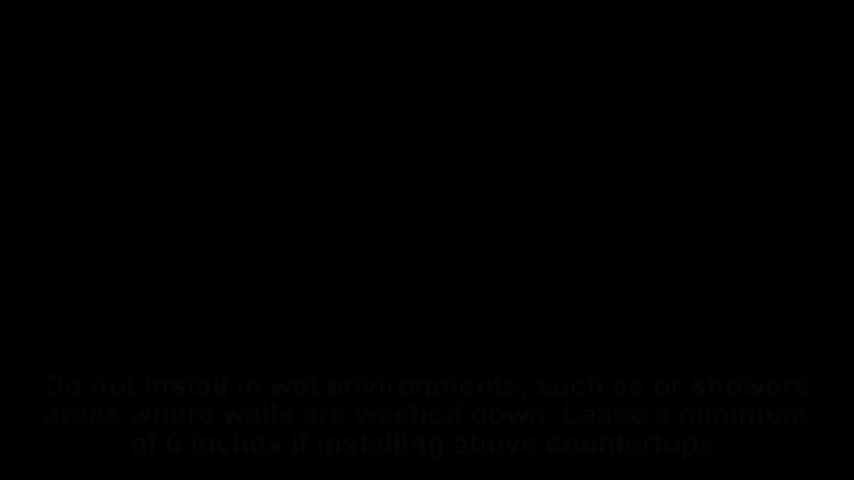 Do not install in wet environments, such as or showers
areas where walls are washed down. Leave a minimum
of 6 inches if installing above countertops